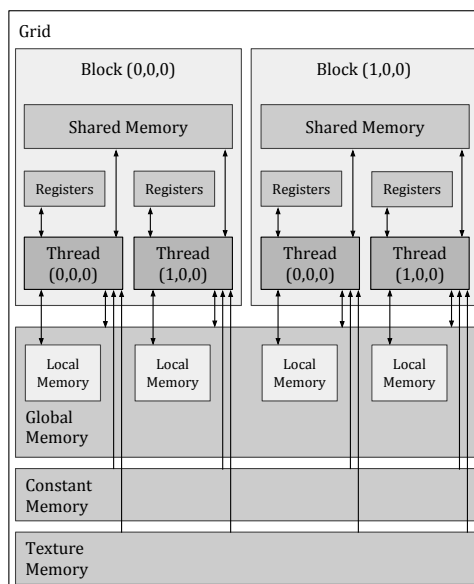 Grid
Block (0,0,0)
Block (1,0,0)
Shared Memory
Shared Memory
Registers
Registers
Registers
Registers
Thread
(0,0,0)
Thread
(1,0,0)
Thread
(0,0,0)
Thread
(1,0,0)
Local
Memory
Local
Memory
Local
Memory
Local
Memory
Global
Memory
Constant
Memory
Texture
Memory